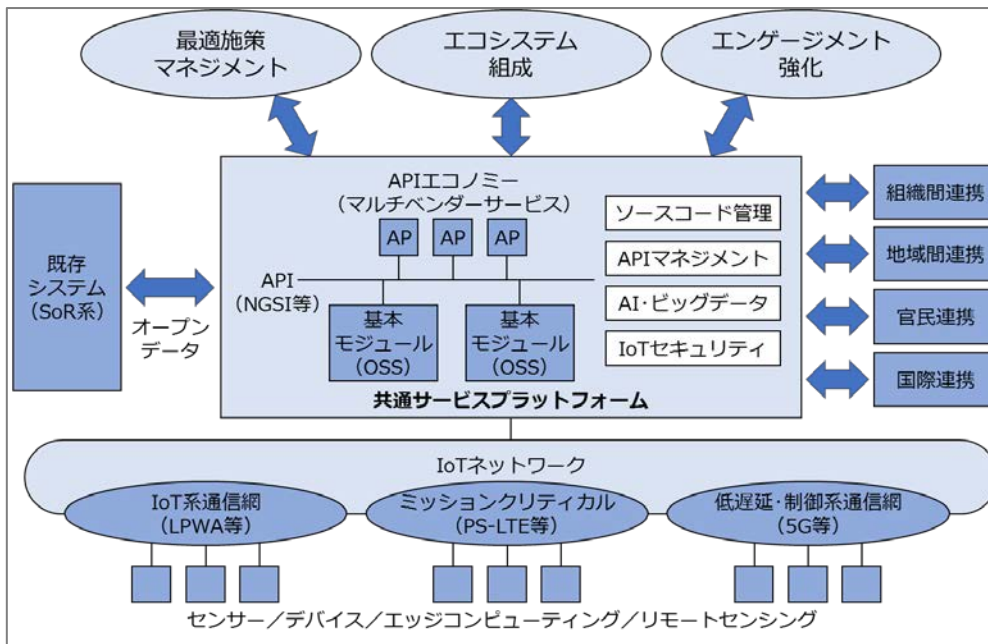 最適施策
マネジメント
エコシステム
組成
エンゲージメント
強化
APIエコノミー
(マルチベンダーサービス)
AP
AP
AP
API
(NGSI等)
基本
モジュール
(OSS)
基本
モジュール
(OSS)
ソースコード管理
APIマネジメント
AI・ビッグデータ
IoTセキュリティ
共通サービスプラットフォーム
既存
システム
(SoR系)
オープン
データ
組織間連携
地域間連携
官民連携
国際連携
IoTネットワーク
IoT系通信網
(LPWA等)
ミッションクリティカル
(PS-LTE等)
低遅延・制御系通信網
(5G等)
センサー/デバイス/エッジコンピューティング/リモートセンシング